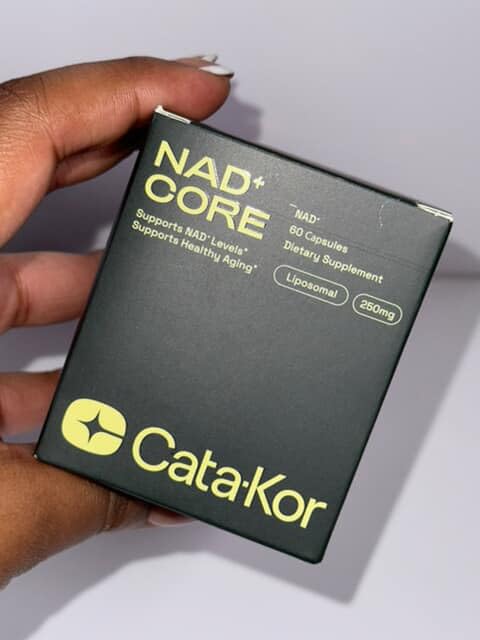 NAD+
CORE
Supports NAD+ Levels*
Supports Healthy Aging*
NAD+
60 Capsules
Dietary Supplement
Liposomal
250mg
Cata-Kor